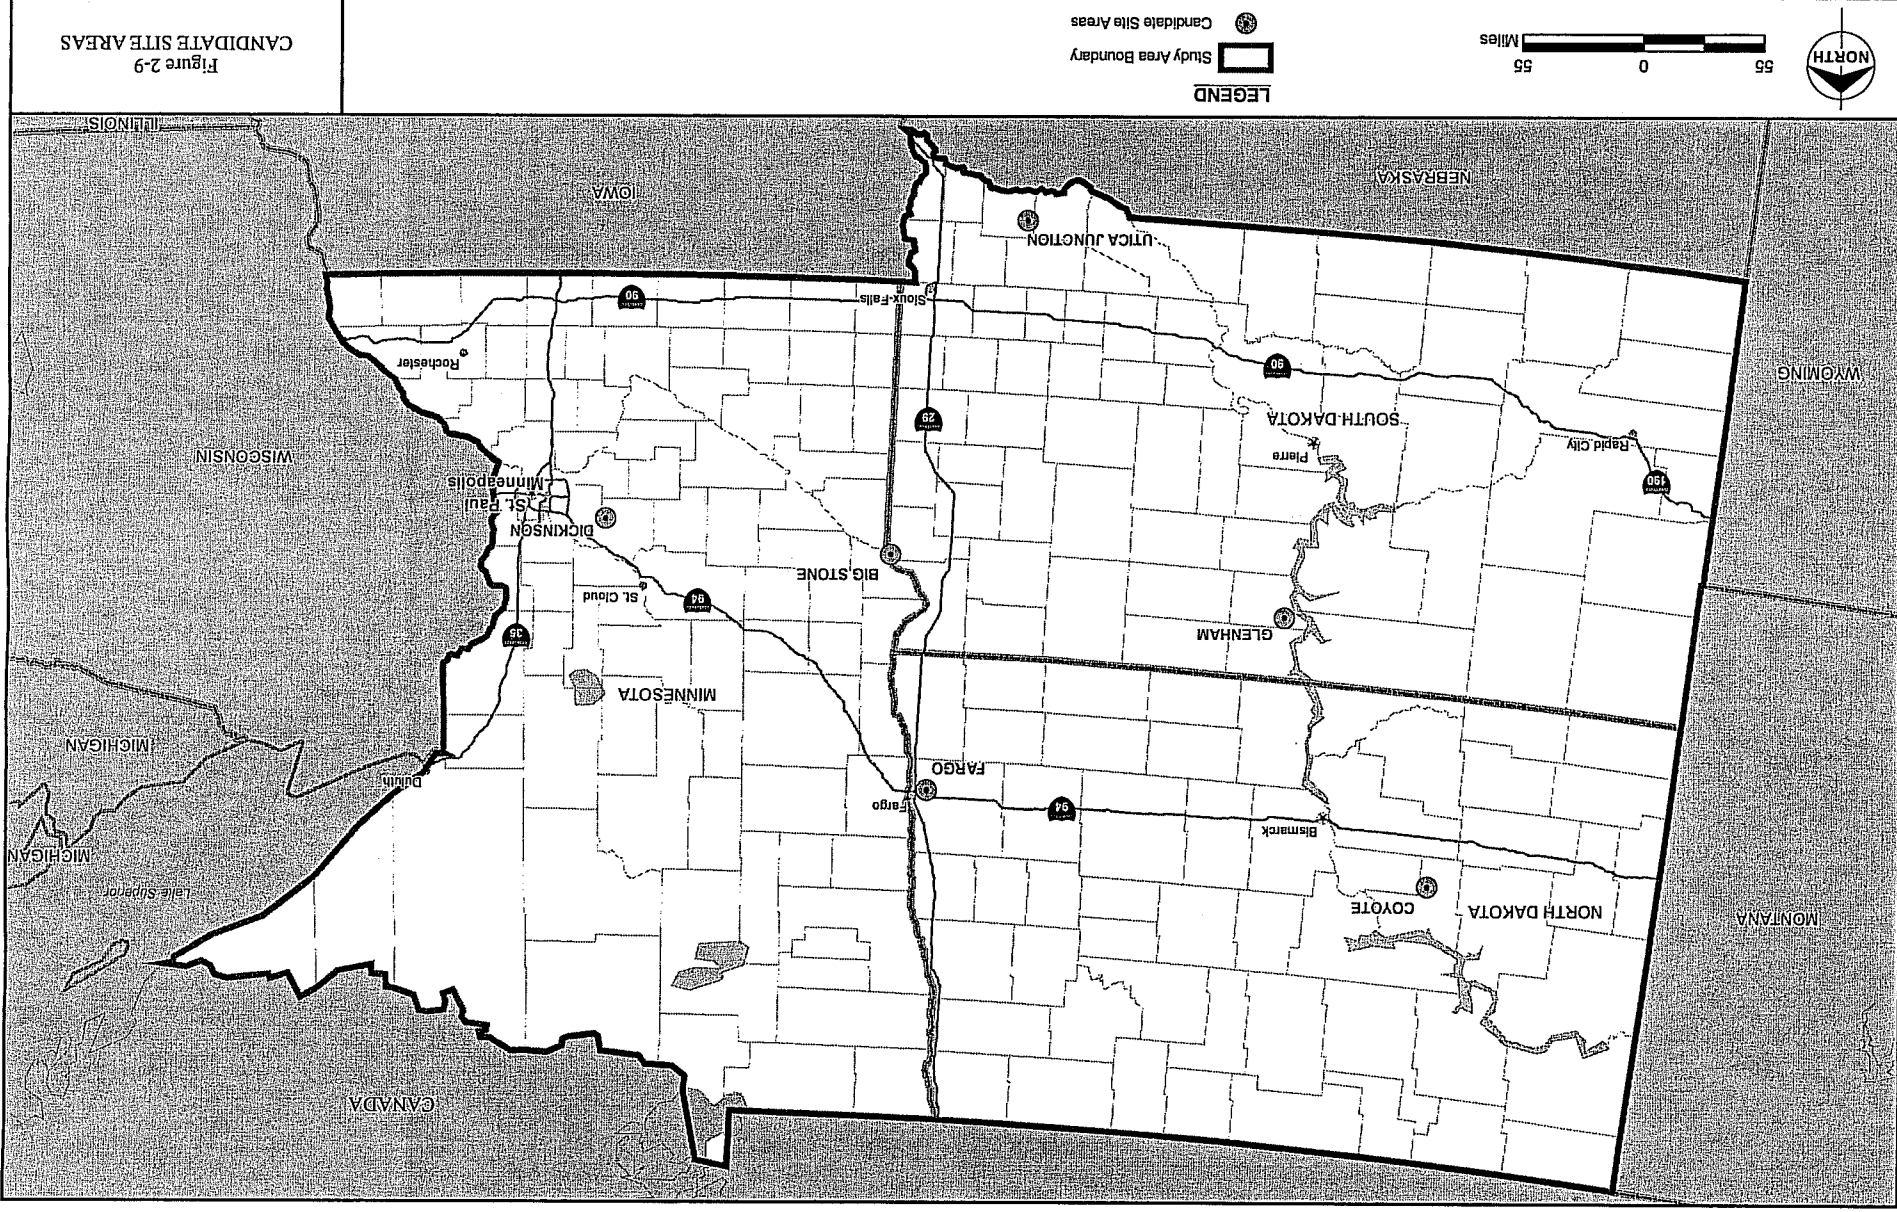 CANADA
MONTANA
NORTH DAKOTA
COYOTE
Lake Superior
MICHIGAN
Bismarck
94
Fargo
FARGO
Duluth
MICHIGAN
MINNESOTA
GLENHAM
35
94
St. Cloud
BIG STONE
DICKINSON
St. Paul
Minneapolis
190
Pierre
WISCONSIN
Rapid City
SOUTH DAKOTA
29
WYOMING
90
Rochester
Sioux Falls
90
UTICA JUNCTION
IOWA
NEBRASKA
ILLINOIS
NORTH
55 0 55
Miles
LEGEND
Study Area Boundary
Candidate Site Areas
Figure 2-9
CANDIDATE SITE AREAS